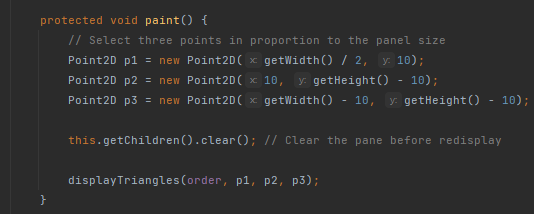 protected void paint() {
// Select three points in proportion to the panel size
Point2D p1 = new Point2D( x: getWidth() / 2, y: 10);
Point2D p2 = new Point2D( x: 10, y: getHeight() - 10);
Point2D p3 = new Point2D( x: getWidth() - 10, y: getHeight() - 10);
this.getChildren().clear(); // Clear the pane before redisplay
displayTriangles(order, p1, p2, p3);
}